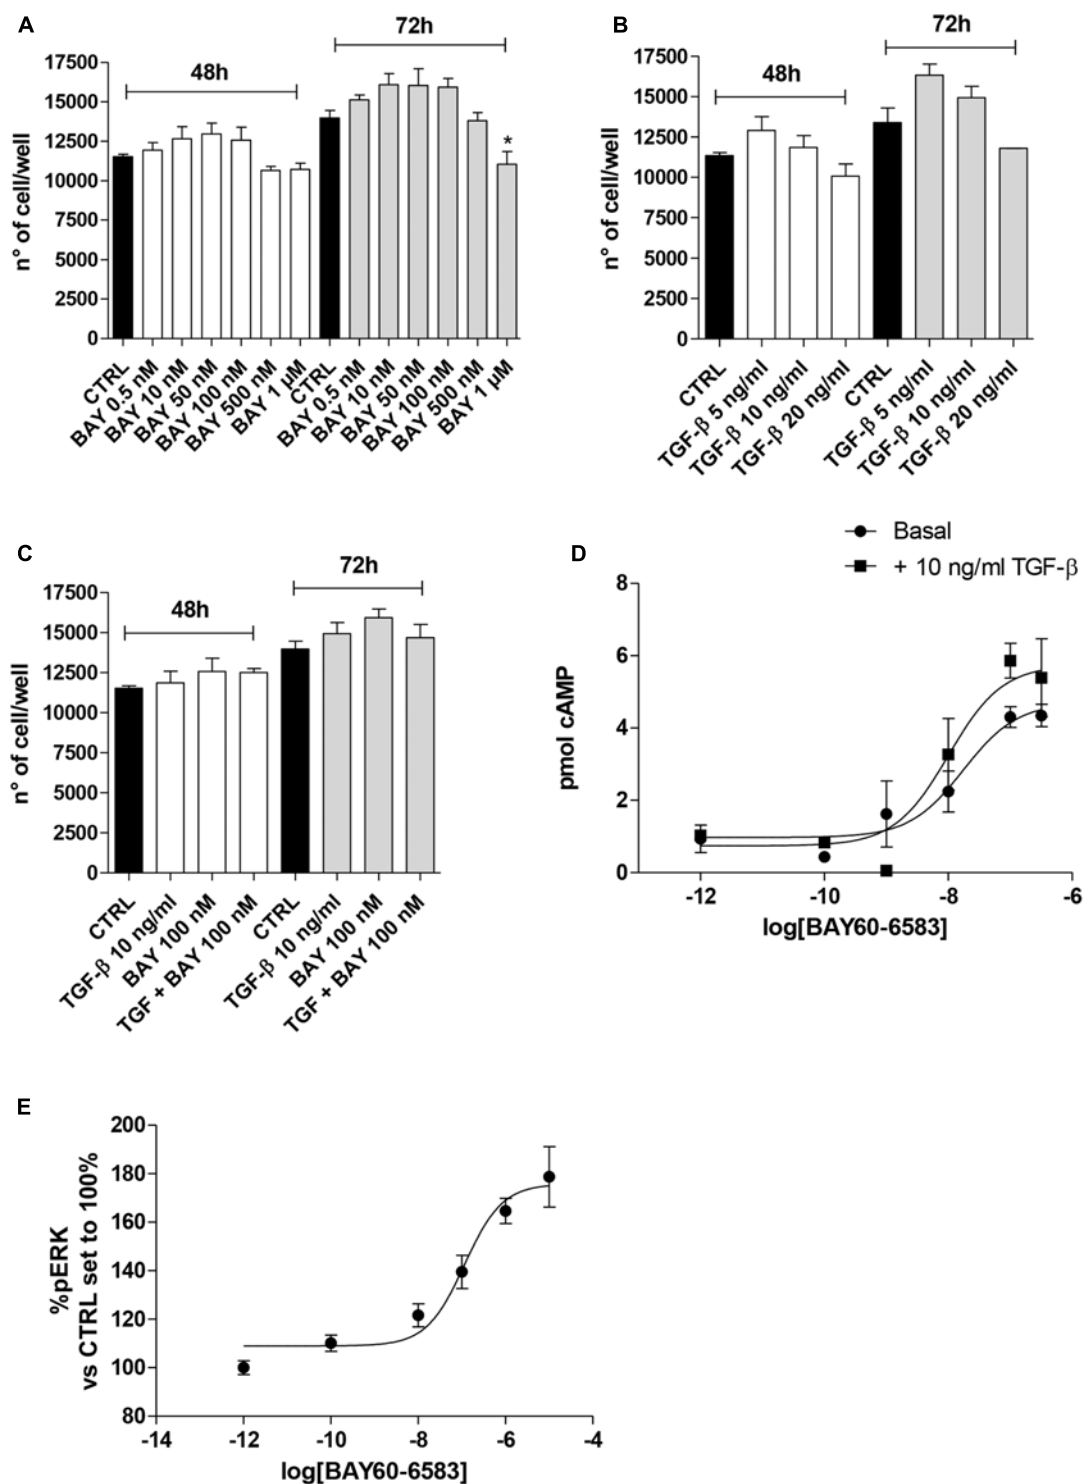 A
72h
48h
17500
15000
12500
10000
7500
5000
2500
0
n° of cell/well
*
CTRL
BAY 0.5 nM
BAY 10 nM
BAY 50 nM
BAY 100 nM
BAY 500 nM
BAY 1 µM
CTRL
BAY 0.5 nM
BAY 10 nM
BAY 50 nM
BAY 100 nM
BAY 500 nM
BAY 1 µM
B
72h
48h
17500
15000
12500
10000
7500
5000
2500
0
n° of cell/well
CTRL
TGF-β 5 ng/ml
TGF-β 10 ng/ml
TGF-β 20 ng/ml
CTRL
TGF-β 5 ng/ml
TGF-β 10 ng/ml
TGF-β 20 ng/ml
C
72h
48h
17500
15000
12500
10000
7500
5000
2500
0
n° of cell/well
CTRL
TGF-β 10 ng/ml
BAY 100 nM
TGF + BAY 100 nM
CTRL
TGF-β 10 ng/ml
BAY 100 nM
TGF + BAY 100 nM
D
Basal
+ 10 ng/ml TGF-β
8
6
4
2
0
pmol cAMP
-12
-10
-8
-6
log[BAY60-6583]
E
200
180
160
140
120
100
80
%pERK
vs CTRL set to 100%
-14
-12
-10
-8
-6
-4
log[BAY60-6583]